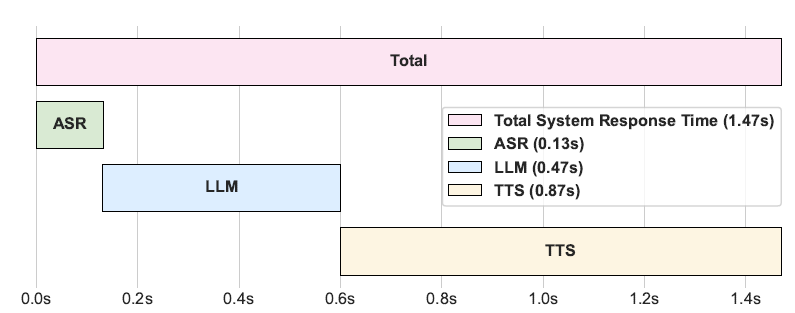 Total
ASR
Total System Response Time (1.47s)
ASR (0.13s)
LLM (0.47s)
TTS (0.87s)
LLM
TTS
0.0s 0.2s 0.4s 0.6s 0.8s 1.0s 1.2s 1.4s